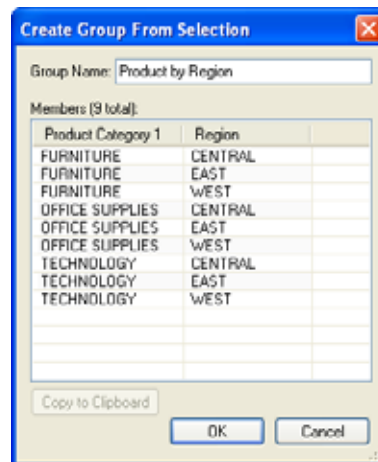 Create Group From Selection
Group Name: Product by Region
Members (9 total):
Product Category 1 Region
FURNITURE CENTRAL
FURNITURE EAST
FURNITURE WEST
OFFICE SUPPLIES CENTRAL
OFFICE SUPPLIES EAST
OFFICE SUPPLIES WEST
TECHNOLOGY CENTRAL
TECHNOLOGY EAST
TECHNOLOGY WEST
Copy to Clipboard
OK Cancel